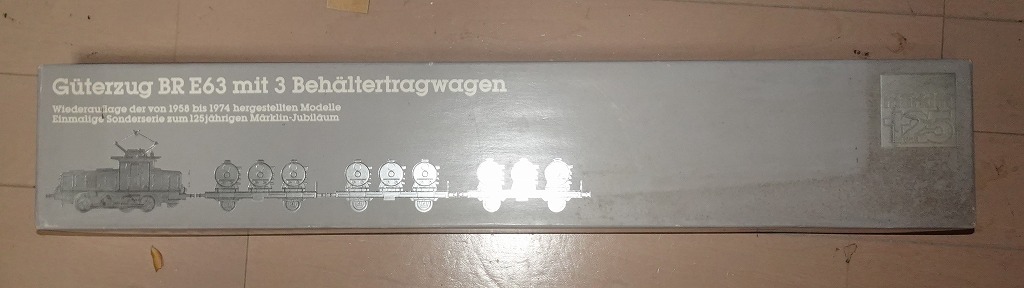 Güterzug BR E63 mit 3 Behältertragwagen
Wiederauflage der von 1958 bis 1974 hergestellten Modelle
Einmalige Sonderserie zum 125jährigen Märklin-Jubiläum
125